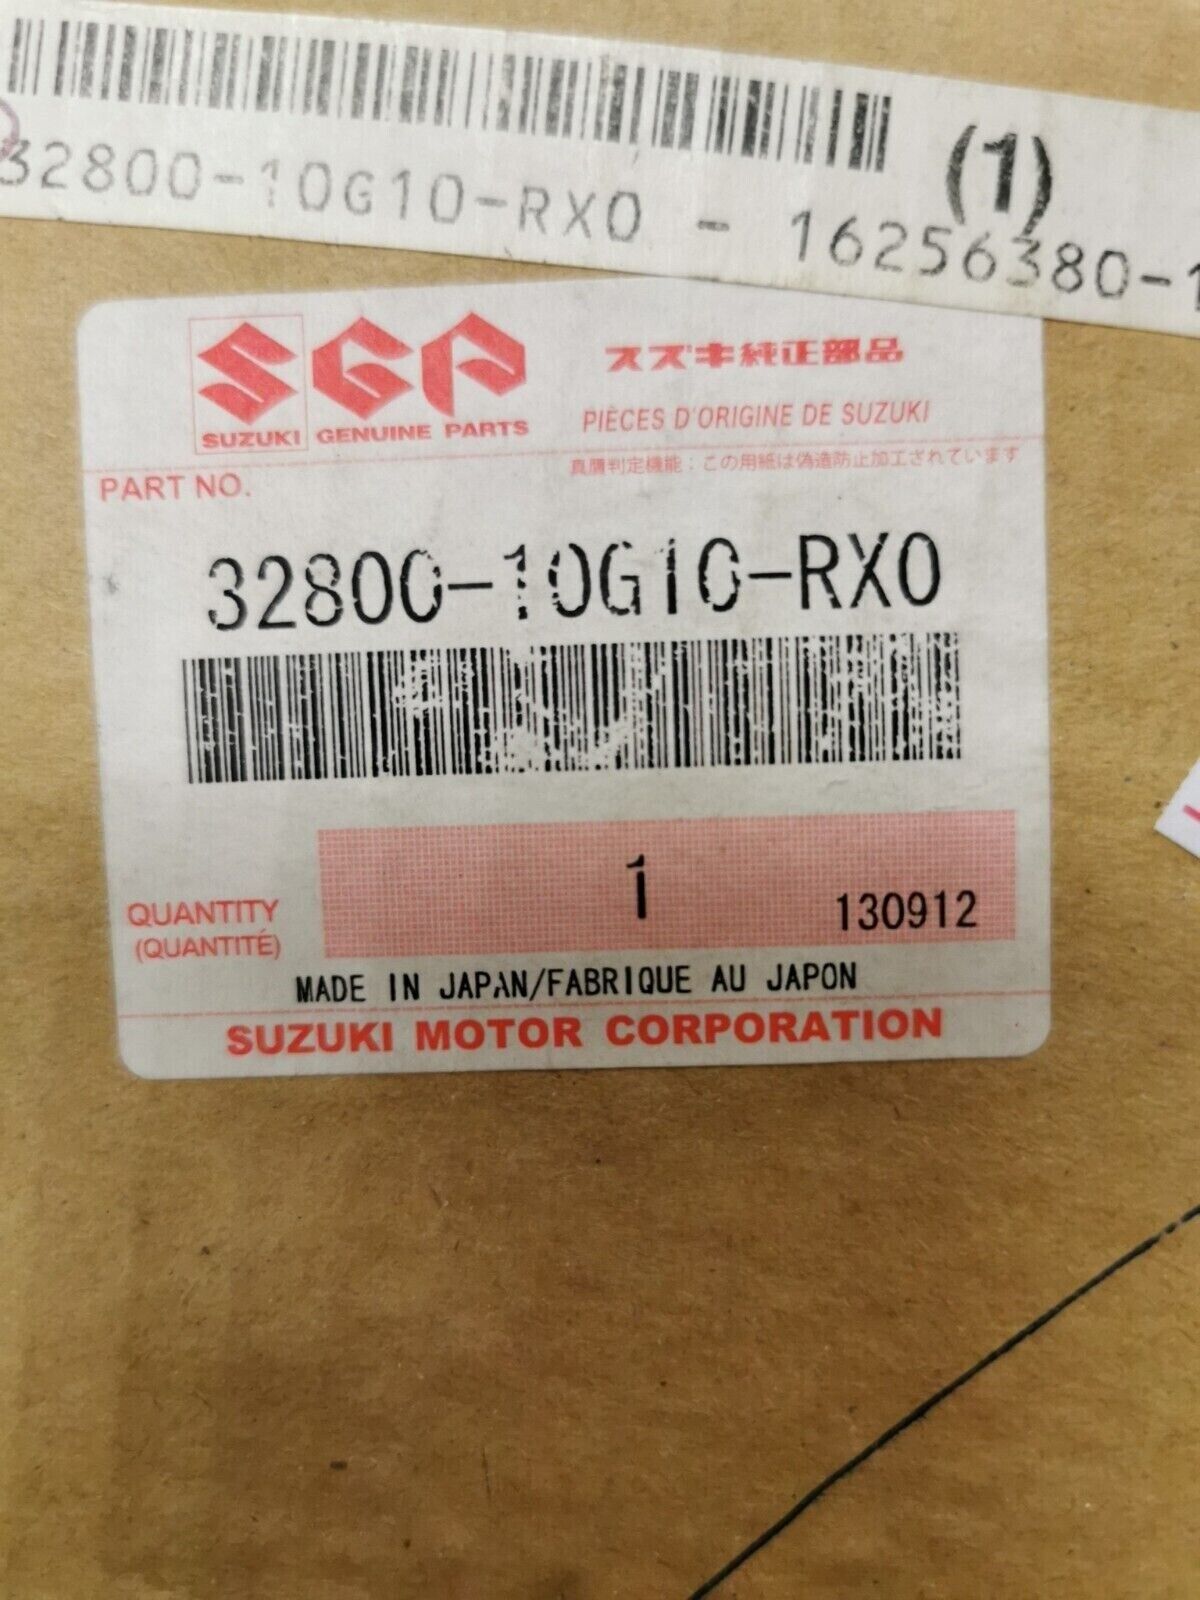 (1)
32800-10G10-RX0 - 16256380-1
SGP
SUZUKI GENUINE PARTS
スズキ純正部品
PIÈCES D'ORIGINE DE SUZUKI
真贋判定機能：この用紙は偽造防止加工されています
PART NO.
32800-10G10-RX0
QUANTITY
(QUANTITÉ)
1
130912
MADE IN JAPAN/FABRIQUE AU JAPON
SUZUKI MOTOR CORPORATION